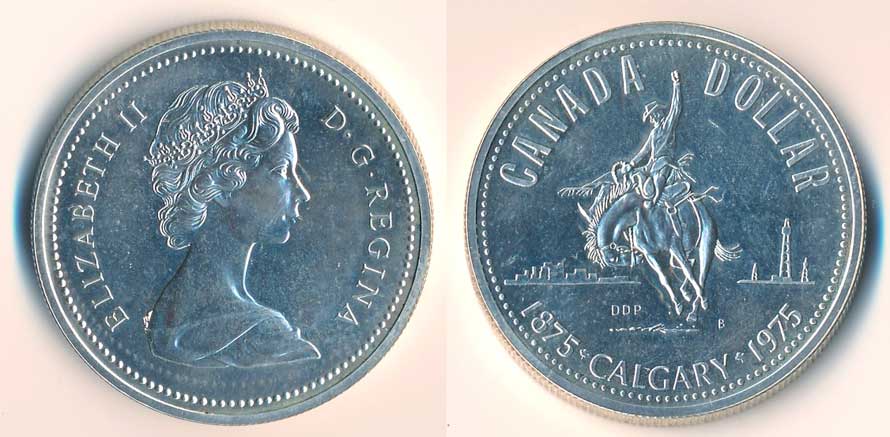 ELIZABETH II
D·G·REGINA
CANADA DOLLAR
DDP
B
1875 · CALGARY · 1975